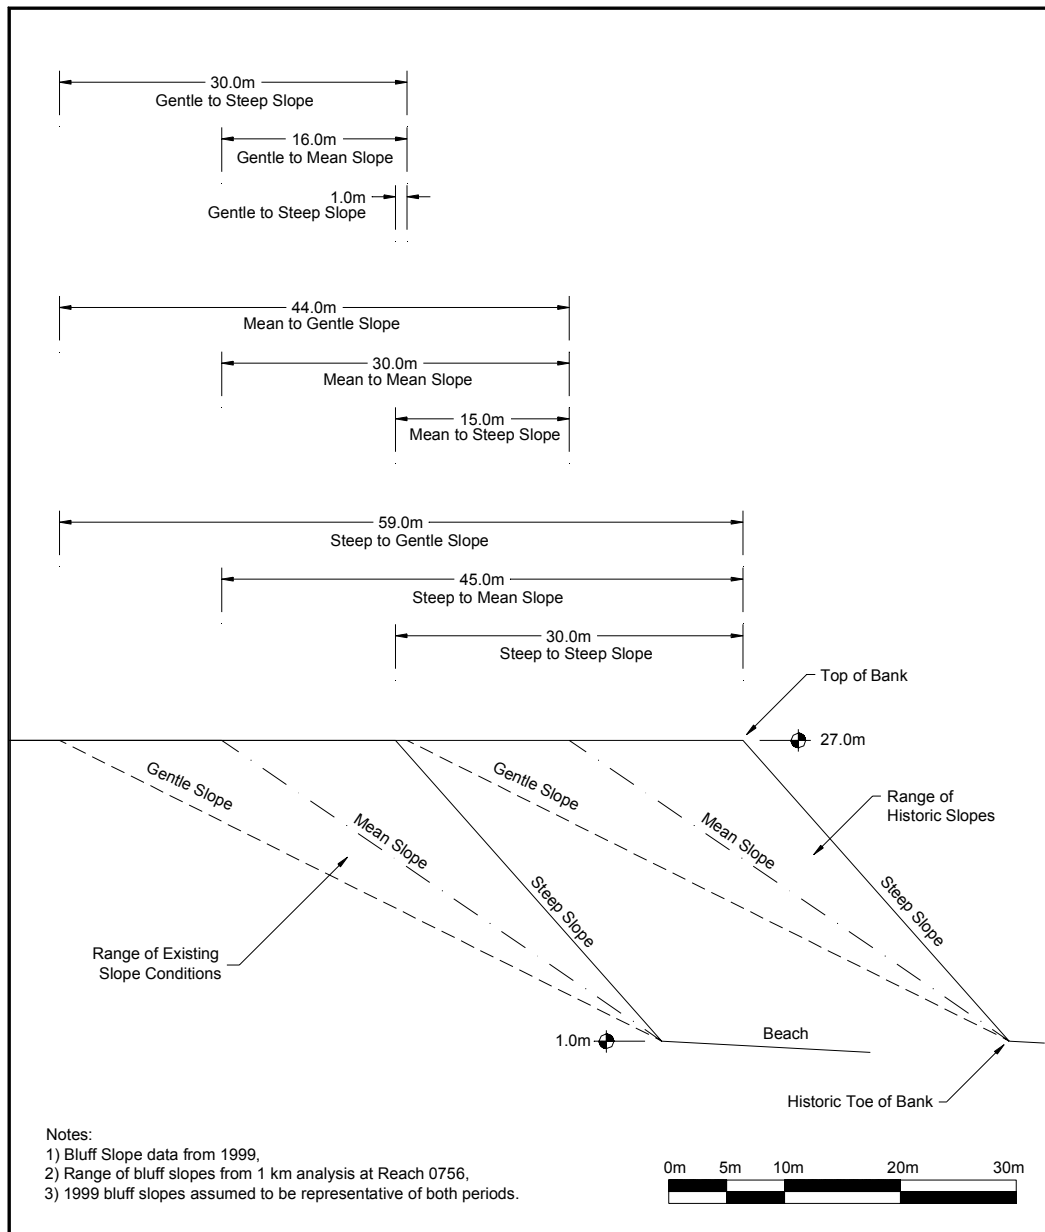 30.0m
Gentle to Steep Slope
16.0m
Gentle to Mean Slope
1.0m
Gentle to Steep Slope
44.0m
Mean to Gentle Slope
30.0m
Mean to Mean Slope
15.0m
Mean to Steep Slope
59.0m
Steep to Gentle Slope
45.0m
Steep to Mean Slope
30.0m
Steep to Steep Slope
Top of Bank
27.0m
Gentle Slope
Mean Slope
Steep Slope
Gentle Slope
Mean Slope
Steep Slope
Range of
Historic Slopes
Range of Existing
Slope Conditions
1.0m
Beach
Historic Toe of Bank
Notes:
1) Bluff Slope data from 1999,
2) Range of bluff slopes from 1 km analysis at Reach 0756,
3) 1999 bluff slopes assumed to be representative of both periods.
0m 5m 10m 20m 30m